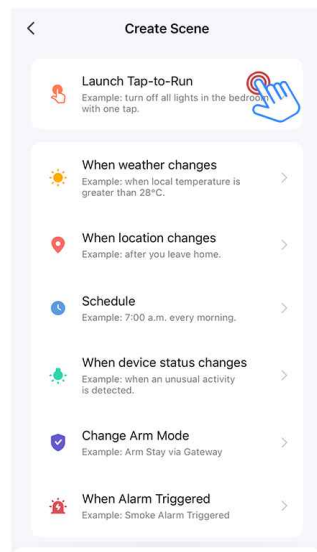 Create Scene
Launch Tap-to-Run
Example: turn off all lights in the bedroom
with one tap.
When weather changes
Example: when local temperature is
greater than 28°C.
When location changes
Example: after you leave home.
Schedule
Example: 7:00 a.m. every morning.
When device status changes
Example: when an unusual activity
is detected.
Change Arm Mode
Example: Arm Stay via Gateway
When Alarm Triggered
Example: Smoke Alarm Triggered